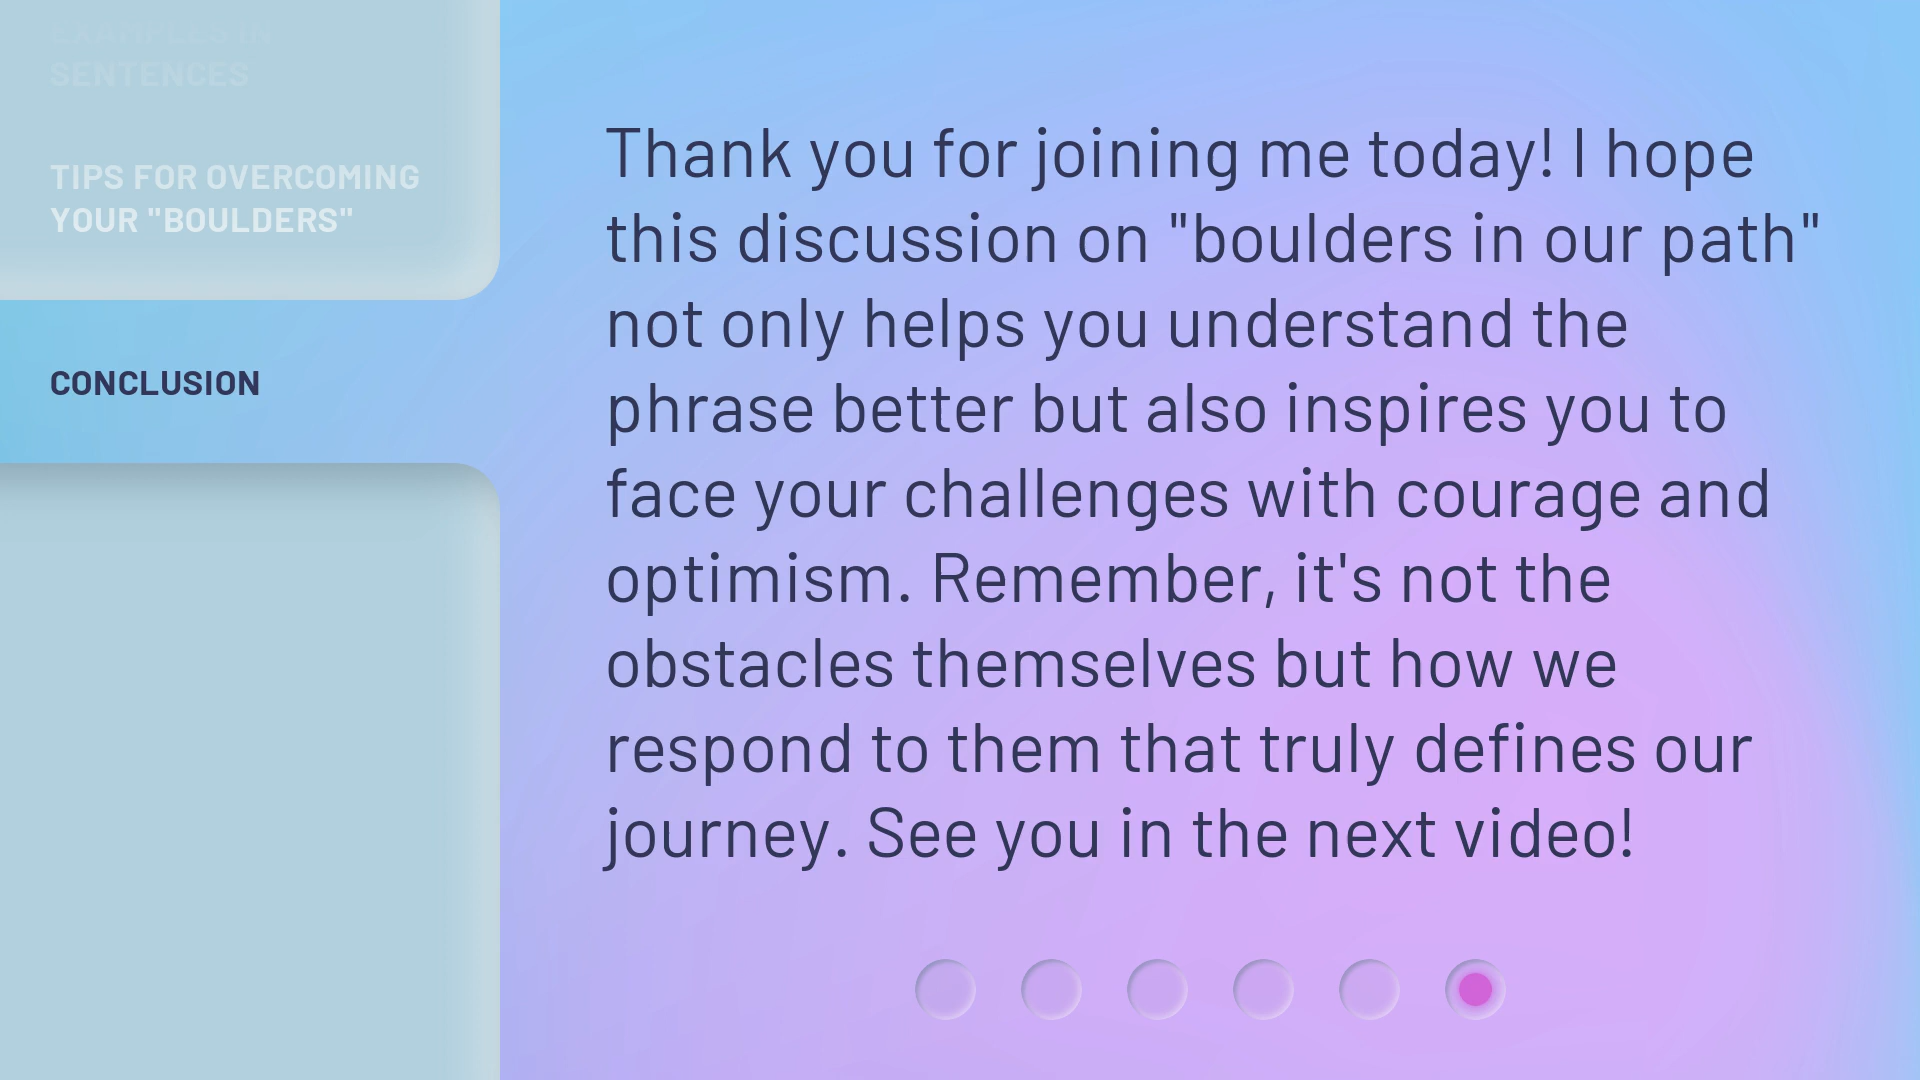 EXAMPLES IN
SENTENCES
TIPS FOR OVERCOMING
YOUR "BOULDERS"
CONCLUSION
Thank you for joining me today! I hope
this discussion on "boulders in our path"
not only helps you understand the
phrase better but also inspires you to
face your challenges with courage and
optimism. Remember, it's not the
obstacles themselves but how we
respond to them that truly defines our
journey. See you in the next video!